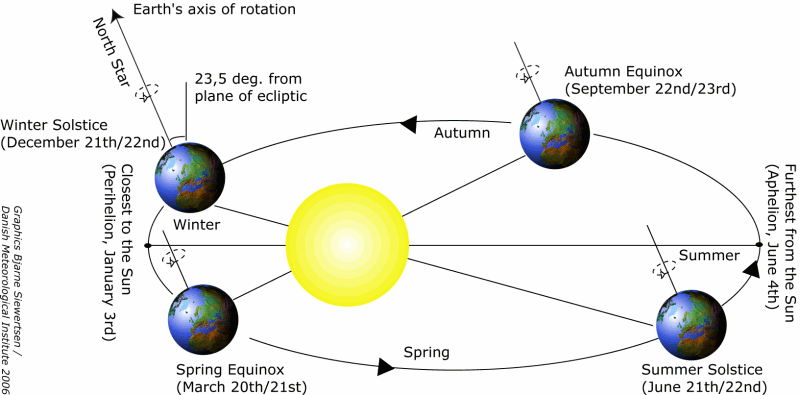 Earth's axis of rotation
North Star
23,5 deg. from
plane of ecliptic
Autumn Equinox
(September 22nd/23rd)
Winter Solstice
(December 21th/22nd)
Autumn
Closest to the Sun
(Perihelion, January 3rd)
Winter
Furthest from the Sun
(Aphelion, June 4th)
Summer
Graphics Bjarne Siewertsen /
Danish Meteorological Institute 2006
Spring
Spring Equinox
(March 20th/21st)
Summer Solstice
(June 21th/22nd)